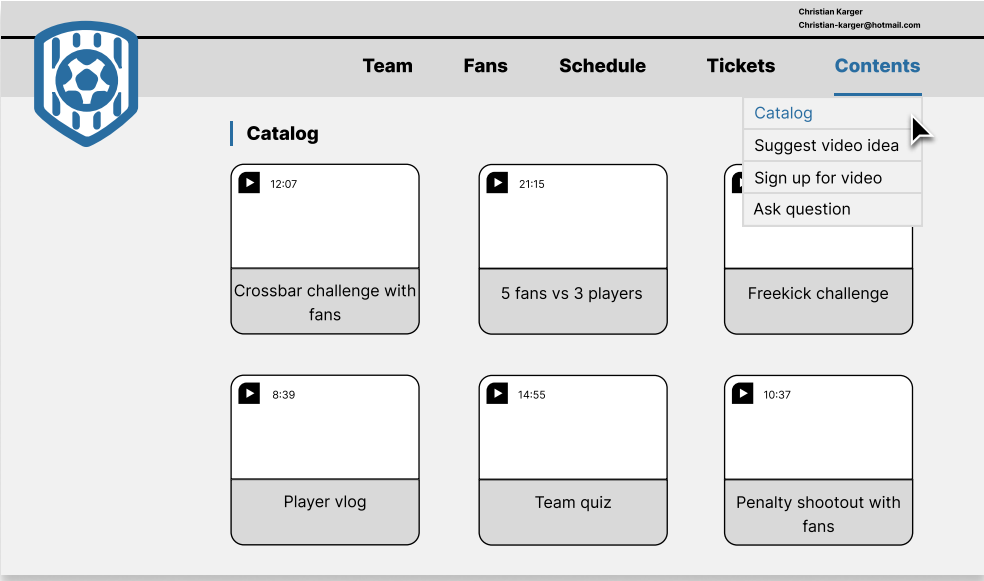 Christian Karger
Christian-karger@hotmail.com
Team
Fans
Schedule
Tickets
Contents
Catalog
Suggest video idea
Sign up for video
Ask question
Catalog
12:07
21:15
Crossbar challenge with
fans
5 fans vs 3 players
Freekick challenge
8:39
14:55
10:37
Player vlog
Team quiz
Penalty shootout with
fans